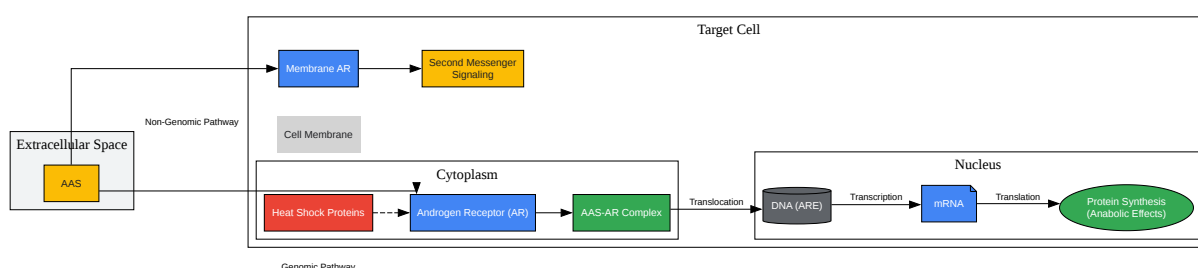 Target Cell
Membrane AR
Second Messenger
Signaling
Non-Genomic Pathway
Cell Membrane
Extracellular Space
AAS
Cytoplasm
Heat Shock Proteins
Androgen Receptor (AR)
AAS-AR Complex
Translocation
Nucleus
DNA (ARE)
Transcription
mRNA
Translation
Protein Synthesis
(Anabolic Effects)
Genomic Pathway